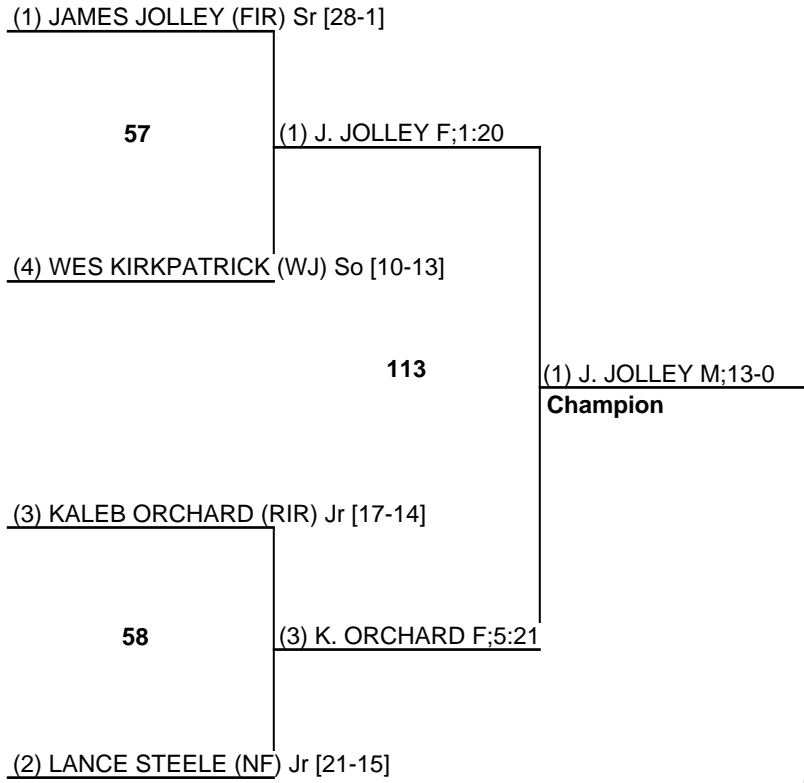 (1) JAMES JOLLEY (FIR) Sr [28-1]
57
(1) J. JOLLEY F;1:20
(4) WES KIRKPATRICK (WJ) So [10-13]
113
(1) J. JOLLEY M;13-0
Champion
(3) KALEB ORCHARD (RIR) Jr [17-14]
58
(3) K. ORCHARD F;5:21
(2) LANCE STEELE (NF) Jr [21-15]